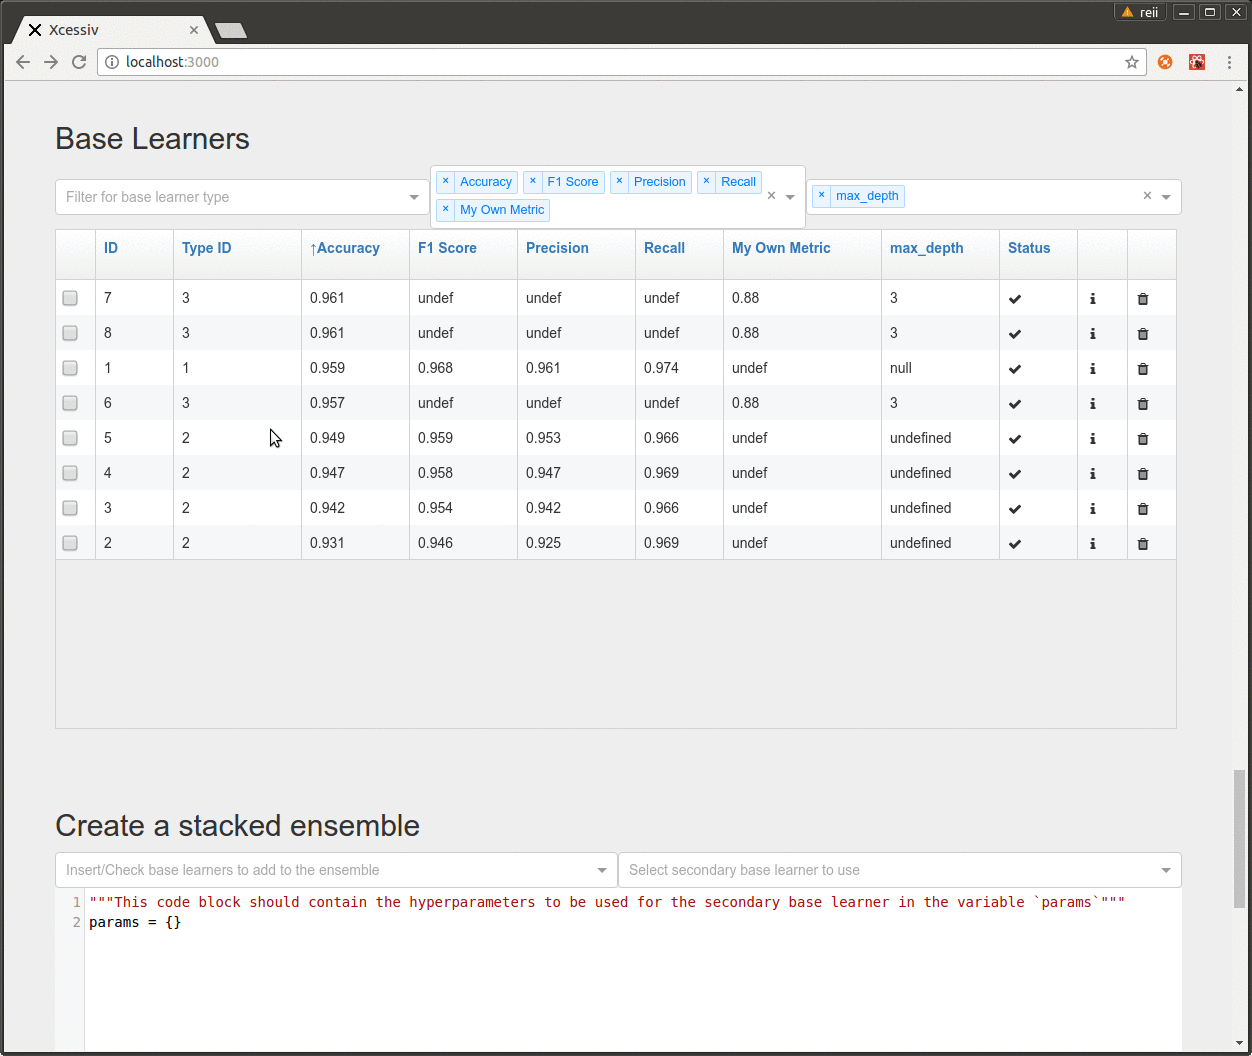 reii
Xcessiv
localhost:3000
Base Learners
Filter for base learner type
× Accuracy × F1 Score × Precision × Recall
× My Own Metric
× max_depth
ID Type ID ↑Accuracy F1 Score Precision Recall My Own Metric max_depth Status
7 3 0.961 undef undef undef 0.88 3
8 3 0.961 undef undef undef 0.88 3
1 1 0.959 0.968 0.961 0.974 undef null
6 3 0.957 undef undef undef 0.88 3
5 2 0.949 0.959 0.953 0.966 undef undefined
4 2 0.947 0.958 0.947 0.969 undef undefined
3 2 0.942 0.954 0.942 0.966 undef undefined
2 2 0.931 0.946 0.925 0.969 undef undefined
Create a stacked ensemble
Insert/Check base learners to add to the ensemble
Select secondary base learner to use
1 """This code block should contain the hyperparameters to be used for the secondary base learner in the variable `params`"""
2 params = {}